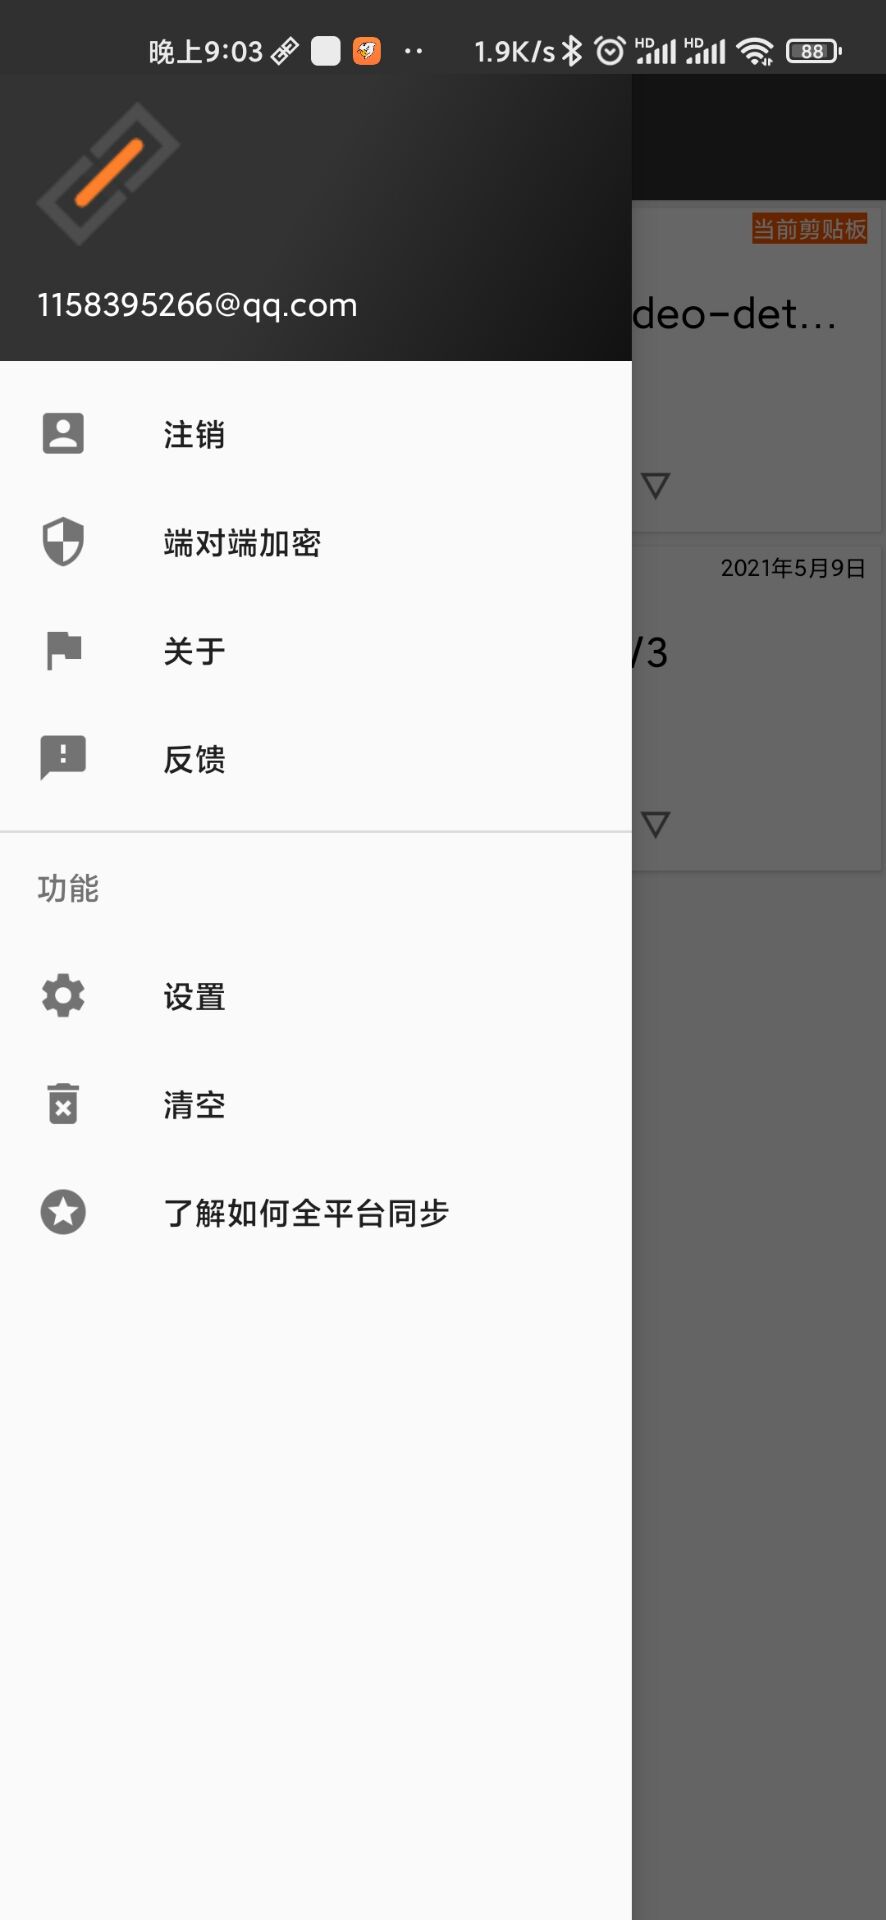 晚上9:03
1.9K/s
HD
HD
88
1158395266@qq.com
当前剪贴板
deo-det...
注销
端对端加密
2021年5月9日
关于
/3
反馈
功能
设置
清空
了解如何全平台同步